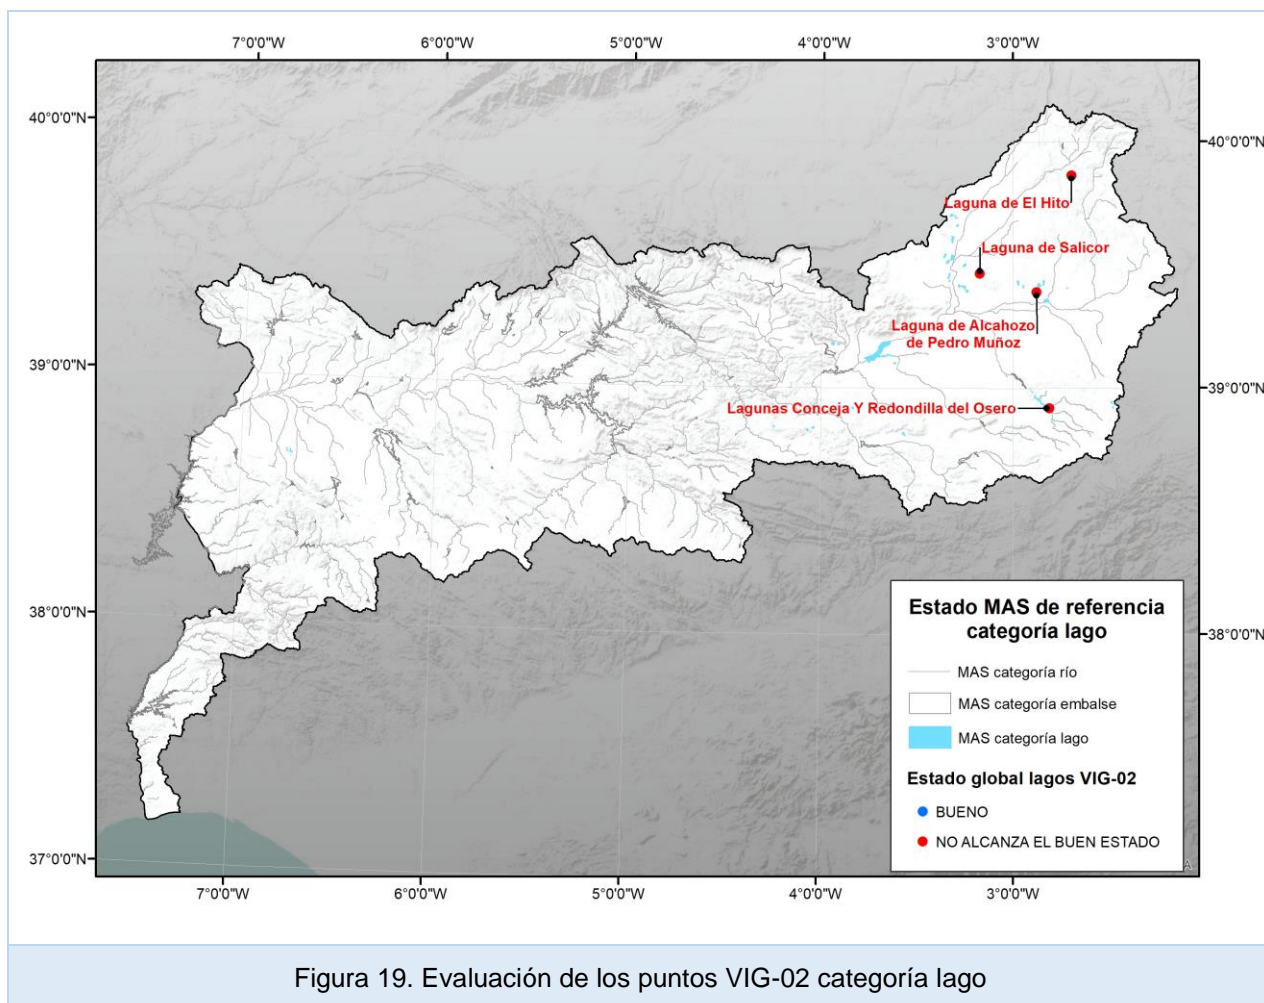 7°0'0"W 6°0'0"W 5°0'0"W 4°0'0"W 3°0'0"W
40°0'0"N
40°0'0"N
Laguna de El Hito
Laguna de Salicor
Laguna de Alcahozo
de Pedro Muñoz
39°0'0"N
39°0'0"N
Lagunas Conceja Y Redondilla del Osero
38°0'0"N
38°0'0"N
Estado MAS de referencia
categoría lago
MAS categoría río
MAS categoría embalse
MAS categoría lago
Estado global lagos VIG-02
BUENO
NO ALCANZA EL BUEN ESTADO
37°0'0"N
7°0'0"W 6°0'0"W 5°0'0"W 4°0'0"W 3°0'0"W
Figura 19. Evaluación de los puntos VIG-02 categoría lago